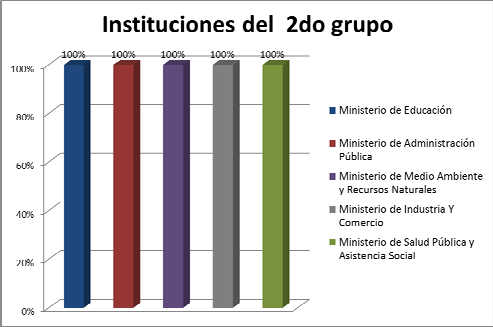 Instituciones del  2do grupo
100% 100% 100% 100% 100%
100%
80%
60%
40%
20%
0%
Ministerio de Educación
Ministerio de Administración
Pública
Ministerio de Medio Ambiente
y Recursos Naturales
Ministerio de Industria Y
Comercio
Ministerio de Salud Pública y
Asistencia Social